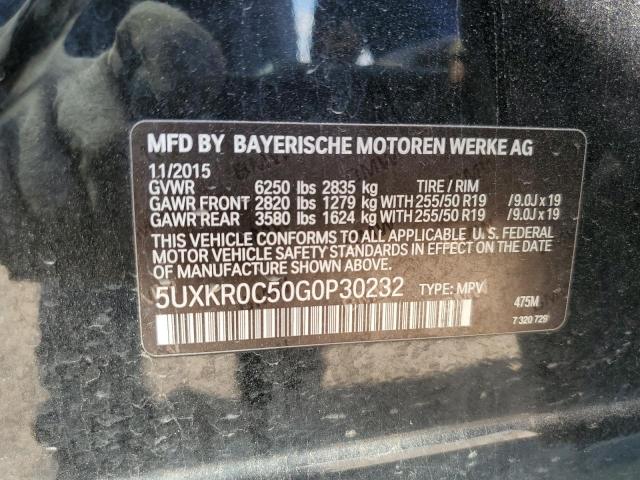 MFD BY BAYERISCHE MOTOREN WERKE AG
11/2015
GVWR 6250 lbs 2835 kg TIRE / RIM
GAWR FRONT 2820 lbs 1279 kg WITH 255/50 R19 /9.0J x 19
GAWR REAR 3580 lbs 1624 kg WITH 255/50 R19 /9.0J x 19
THIS VEHICLE CONFORMS TO ALL APPLICABLE U. S. FEDERAL
MOTOR VEHICLE SAFETY STANDARDS IN EFFECT ON THE DATE
OF MANUFACTURE SHOWN ABOVE.
5UXKR0C50G0P30232 TYPE: MPV 475M
7 320 729